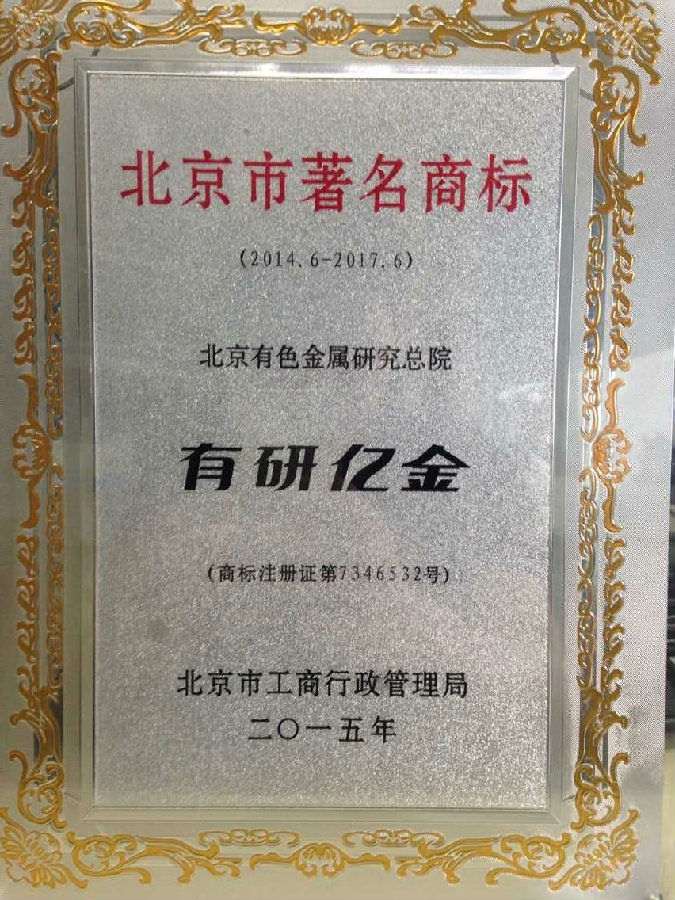 北京市著名商标
(2014.6-2017.6)
北京有色金属研究总院
有研亿金
(商标注册证第7346532号)
北京市工商行政管理局
二〇一五年